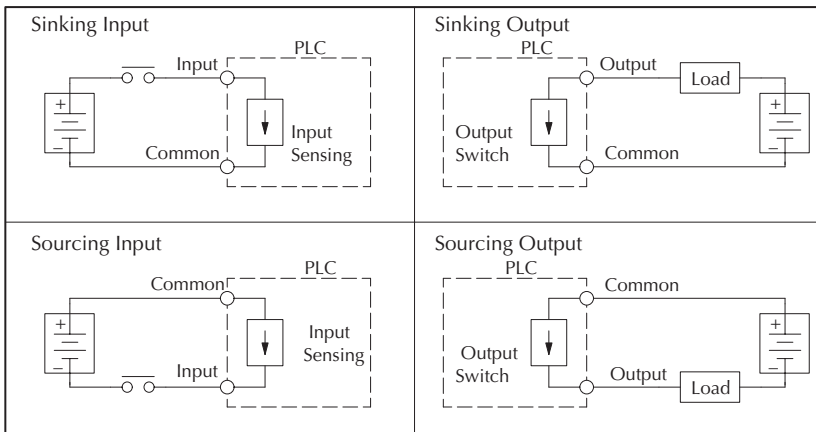 Sinking Input
PLC
Input
+
Input
Sensing
–
Common
Sinking Output
PLC
Output
Load
+
Output
Switch
–
Common
Sourcing Input
PLC
Common
+
Input
Sensing
–
Input
Sourcing Output
PLC
Common
+
Output
Switch
–
Output
Load